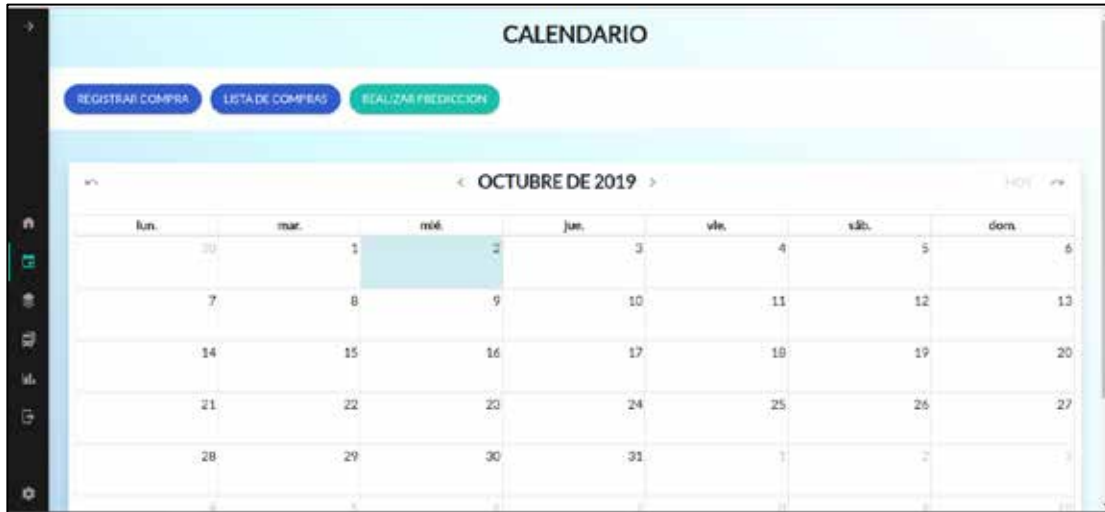 CALENDARIO
REGISTRAR COMPRA LISTA DE COMPRAS REALIZAR PREDICCION
< OCTUBRE DE 2019 > HOY
lun. mar. mié. jue. vie. sáb. dom.
30 1 2 3 4 5 6
7 8 9 10 11 12 13
14 15 16 17 18 19 20
21 22 23 24 25 26 27
28 29 30 31 1 2 3